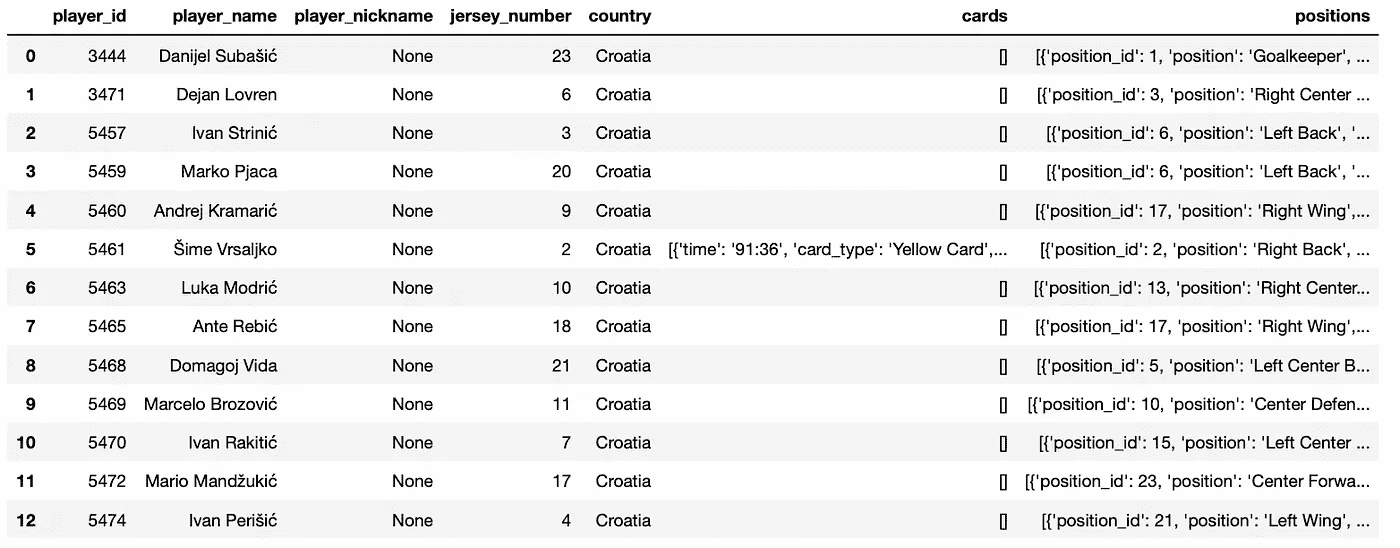 player_id player_name player_nickname jersey_number country cards positions
0 3444 Danijel Subašić None 23 Croatia [] [{'position_id': 1, 'position': 'Goalkeeper', ...
1 3471 Dejan Lovren None 6 Croatia [] [{'position_id': 3, 'position': 'Right Center ...
2 5457 Ivan Strinić None 3 Croatia [] [{'position_id': 6, 'position': 'Left Back', '...
3 5459 Marko Pjaca None 20 Croatia [] [{'position_id': 6, 'position': 'Left Back', '...
4 5460 Andrej Kramarić None 9 Croatia [] [{'position_id': 17, 'position': 'Right Wing',...
5 5461 Šime Vrsaljko None 2 Croatia [{'time': '91:36', 'card_type': 'Yellow Card',... [{'position_id': 2, 'position': 'Right Back', ...
6 5463 Luka Modrić None 10 Croatia [] [{'position_id': 13, 'position': 'Right Center...
7 5465 Ante Rebić None 18 Croatia [] [{'position_id': 17, 'position': 'Right Wing',...
8 5468 Domagoj Vida None 21 Croatia [] [{'position_id': 5, 'position': 'Left Center B...
9 5469 Marcelo Brozović None 11 Croatia [] [{'position_id': 10, 'position': 'Center Defen...
10 5470 Ivan Rakitić None 7 Croatia [] [{'position_id': 15, 'position': 'Left Center ...
11 5472 Mario Mandžukić None 17 Croatia [] [{'position_id': 23, 'position': 'Center Forwa...
12 5474 Ivan Perišić None 4 Croatia [] [{'position_id': 21, 'position': 'Left Wing', ...